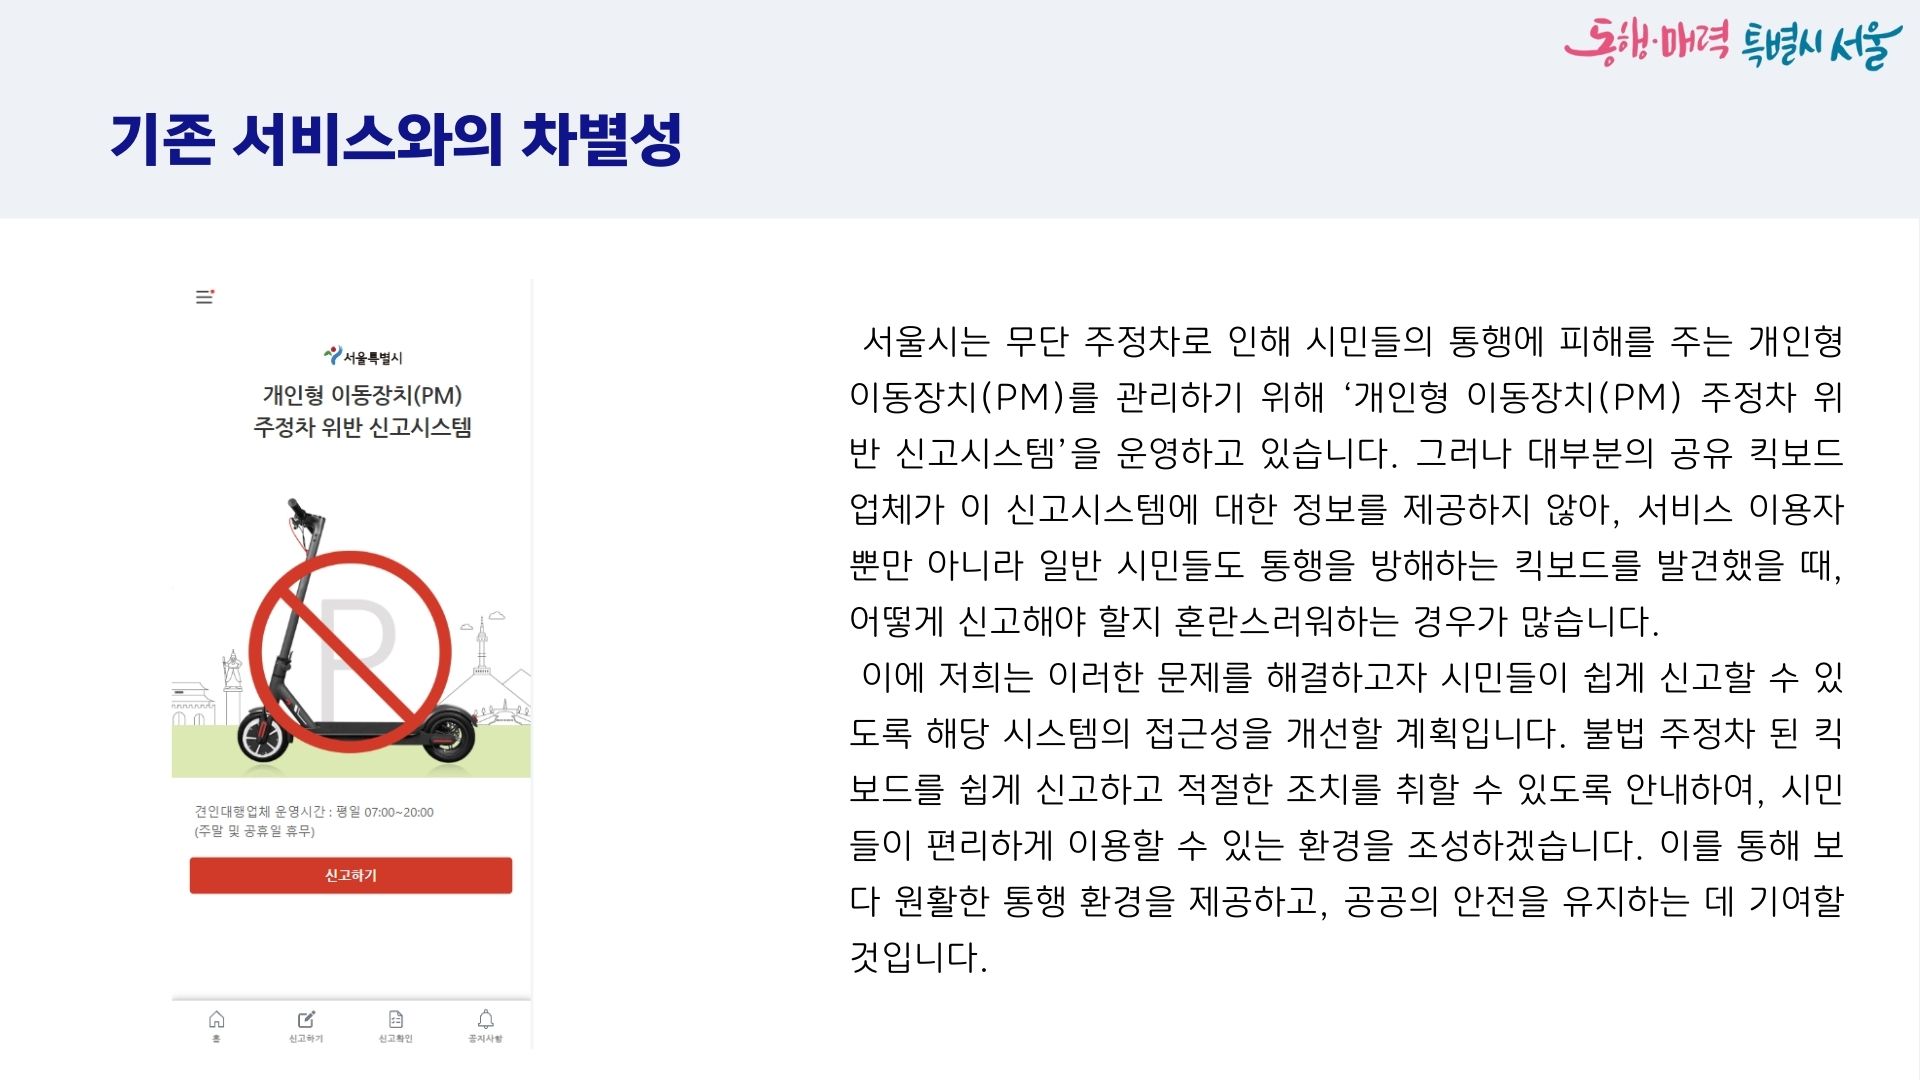 동행·매력 특별시 서울
기존 서비스와의 차별성
서울특별시
개인형 이동장치(PM)
주정차 위반 신고시스템
P
견인대행업체 운영시간 : 평일 07:00~20:00
(주말 및 공휴일 휴무)
신고하기
홈 신고하기 신고확인 공지사항
서울시는 무단 주정차로 인해 시민들의 통행에 피해를 주는 개인형
이동장치(PM)를 관리하기 위해 ‘개인형 이동장치(PM) 주정차 위
반 신고시스템’을 운영하고 있습니다. 그러나 대부분의 공유 킥보드
업체가 이 신고시스템에 대한 정보를 제공하지 않아, 서비스 이용자
뿐만 아니라 일반 시민들도 통행을 방해하는 킥보드를 발견했을 때,
어떻게 신고해야 할지 혼란스러워하는 경우가 많습니다.
이에 저희는 이러한 문제를 해결하고자 시민들이 쉽게 신고할 수 있
도록 해당 시스템의 접근성을 개선할 계획입니다. 불법 주정차 된 킥
보드를 쉽게 신고하고 적절한 조치를 취할 수 있도록 안내하여, 시민
들이 편리하게 이용할 수 있는 환경을 조성하겠습니다. 이를 통해 보
다 원활한 통행 환경을 제공하고, 공공의 안전을 유지하는 데 기여할
것입니다.